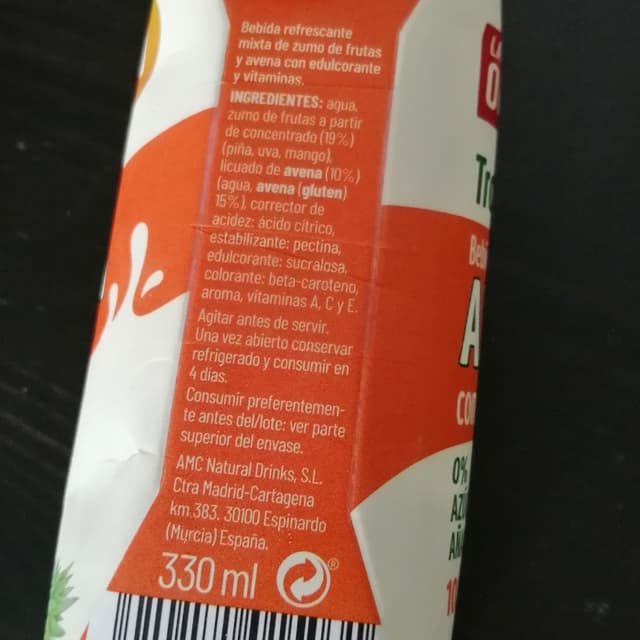 Bebida refrescante
mixta de zumo de frutas
y avena con edulcorante
y vitaminas.
INGREDIENTES: agua,
zumo de frutas a partir
de concentrado (19%)
(piña, uva, mango),
licuado de avena (10%)
(agua, avena (gluten)
15%), corrector de
acidez: ácido cítrico,
estabilizante: pectina,
edulcorante: sucralosa,
colorante: beta-caroteno,
aroma, vitaminas A, C y E.
Agitar antes de servir.
Una vez abierto conservar
refrigerado y consumir en
4 días.
Consumir preferentemen-
te antes del/lote: ver parte
superior del envase.
AMC Natural Drinks, S.L.
Ctra Madrid-Cartagena
km.383. 30100 Espinardo
(Murcia) España.
330 ml ®
0%